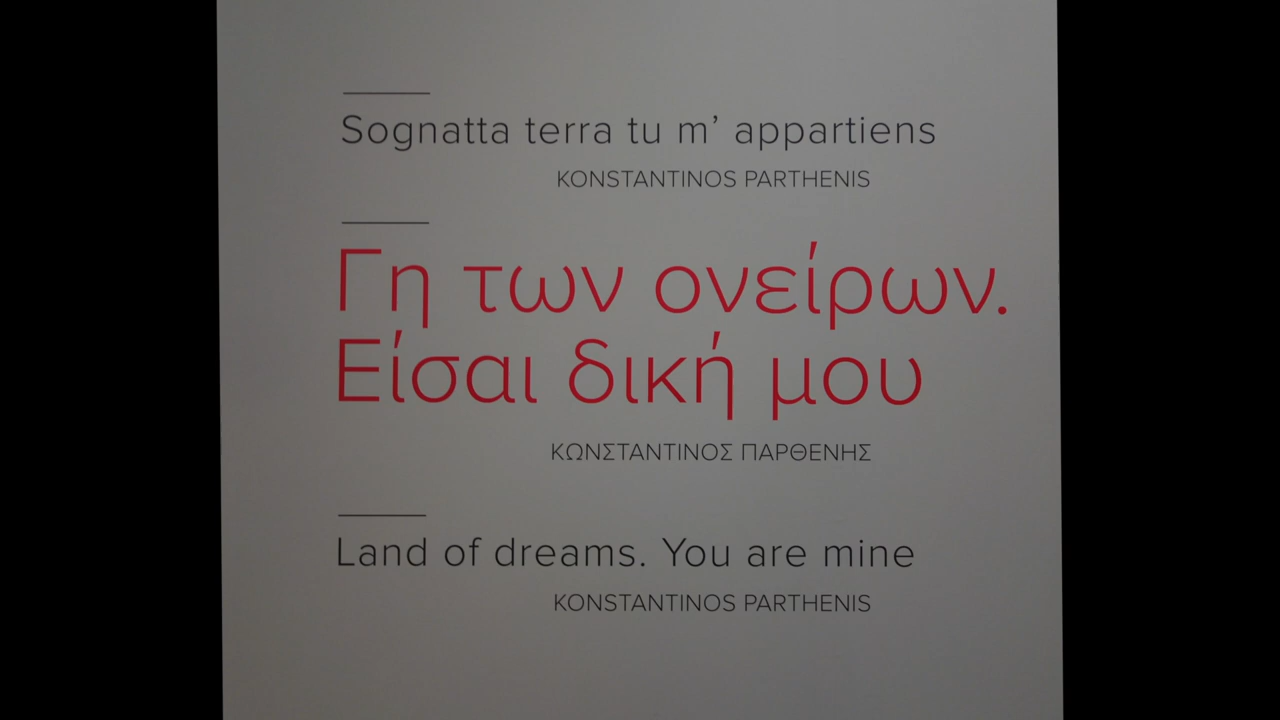 Sognatta terra tu m’ appartiens
KONSTANTINOS PARTHENIS
Γη των ονείρων.
Είσαι δική μου
ΚΩΝΣΤΑΝΤΙΝΟΣ ΠΑΡΘΕΝΗΣ
Land of dreams. You are mine
KONSTANTINOS PARTHENIS